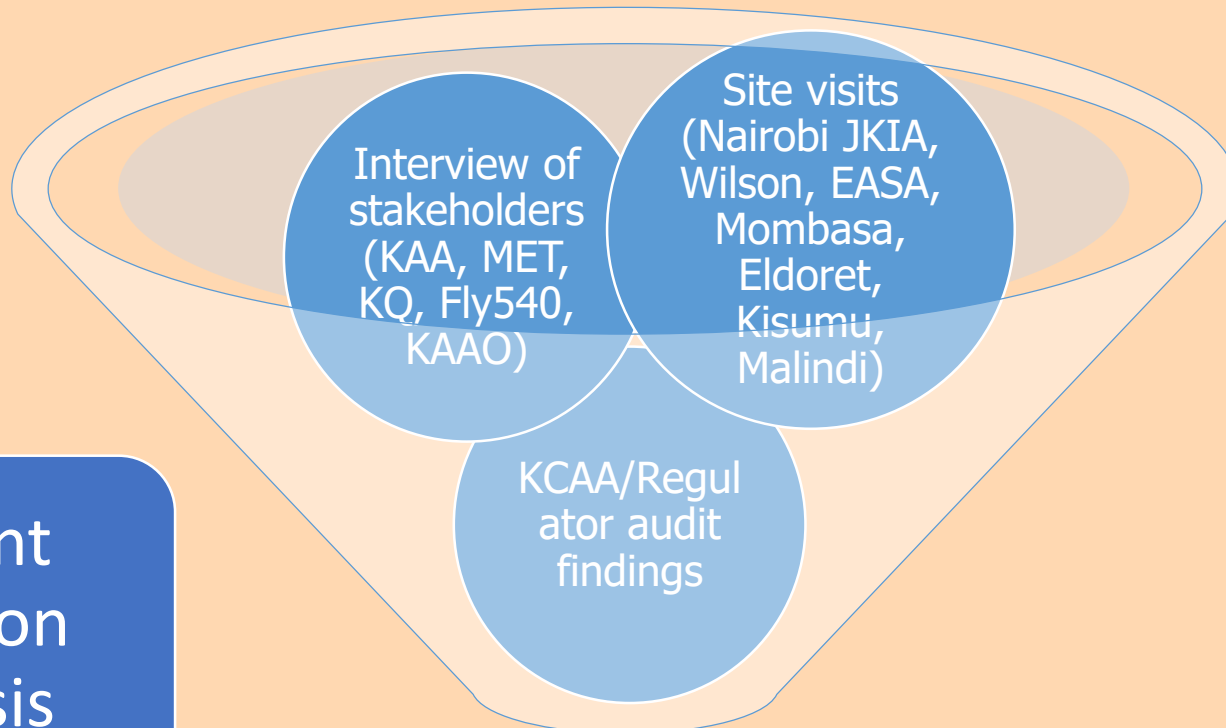 Interview of
stakeholders
(KAA, MET,
KQ, Fly540,
KAAO)
Site visits
(Nairobi JKIA,
Wilson, EASA,
Mombasa,
Eldoret,
Kisumu,
Malindi)
KCAA/Regul
ator audit
findings
nt
on
sis